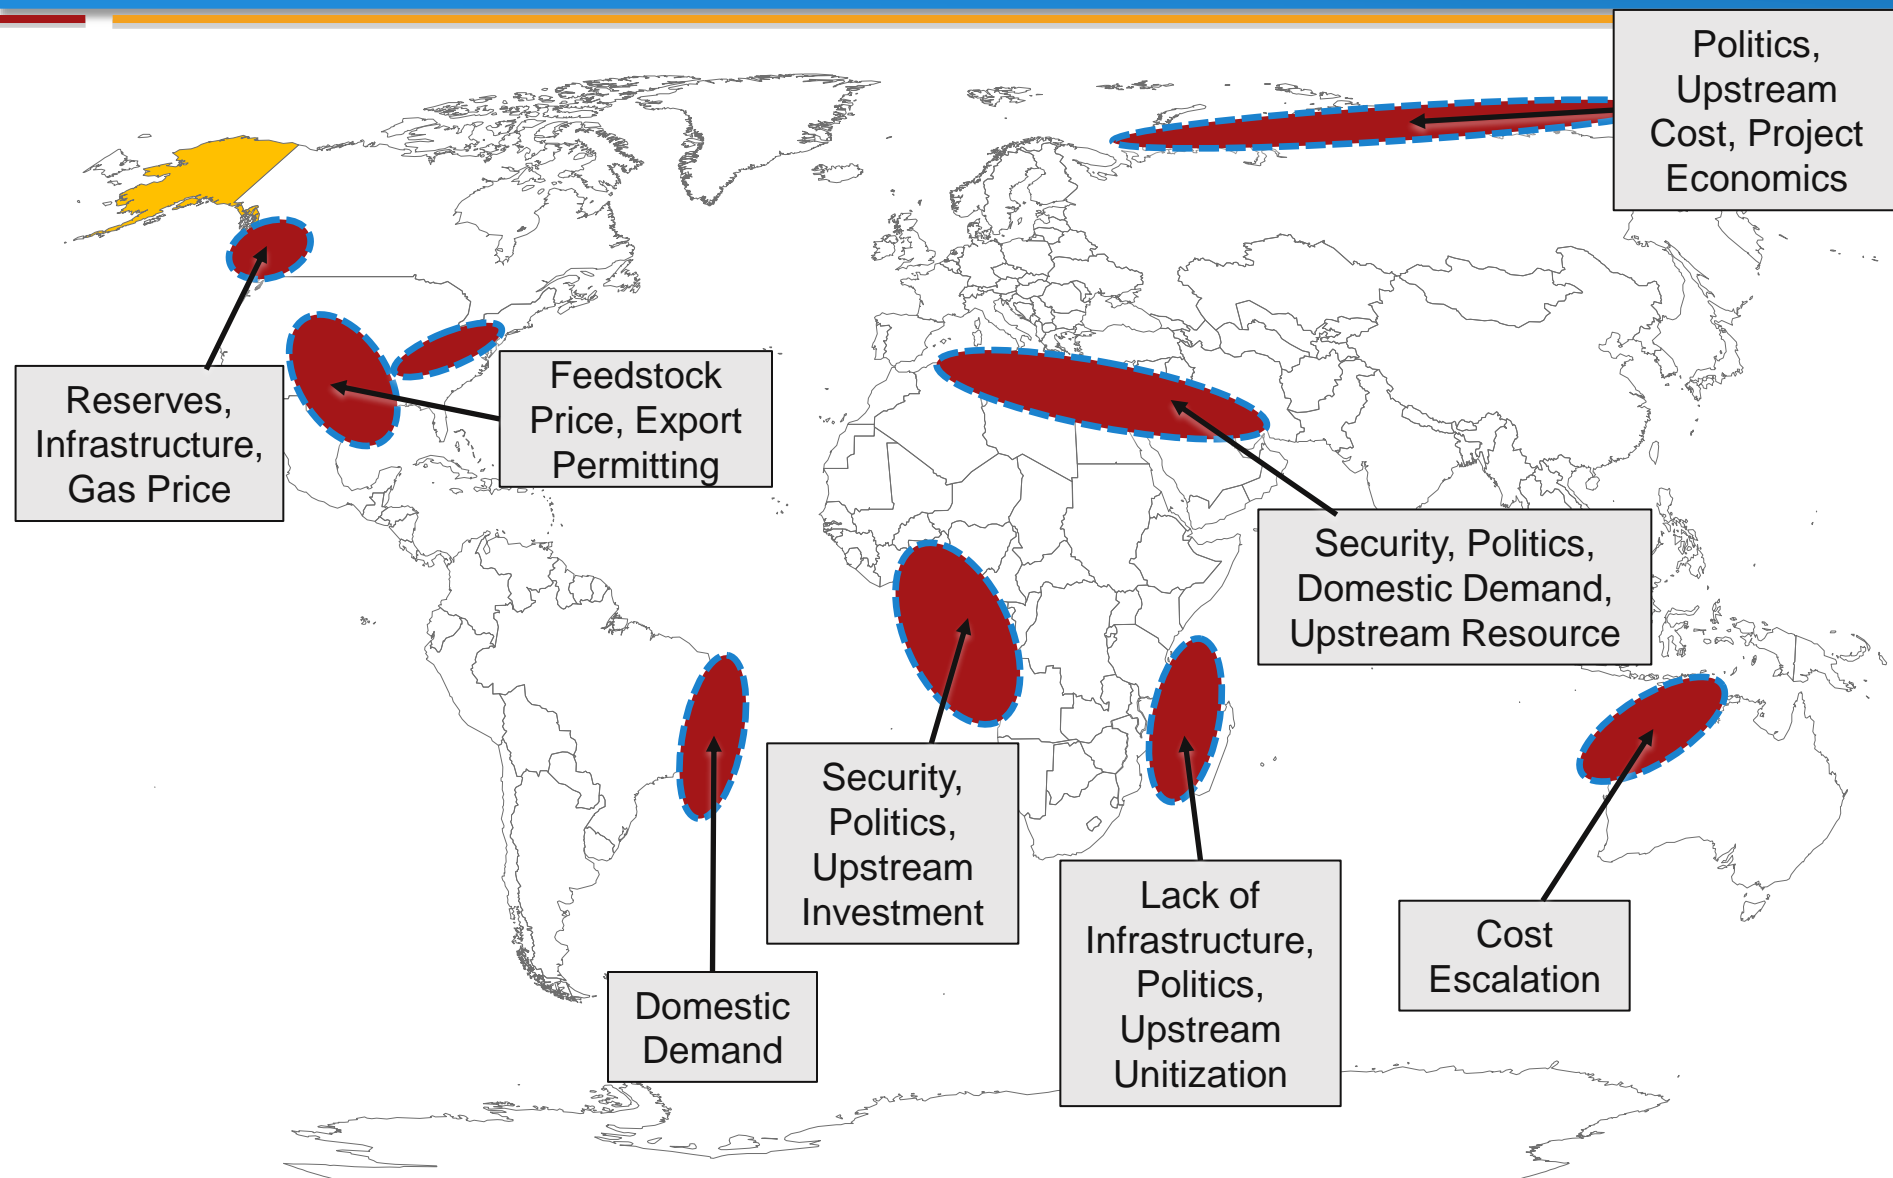 Politics,
Upstream
Cost, Project
Economics
Reserves,
Infrastructure,
Gas Price
Feedstock
Price, Export
Permitting
Security, Politics,
Domestic Demand,
Upstream Resource
Security,
Politics,
Upstream
Investment
Lack of
Infrastructure,
Politics,
Upstream
Unitization
Cost
Escalation
Domestic
Demand